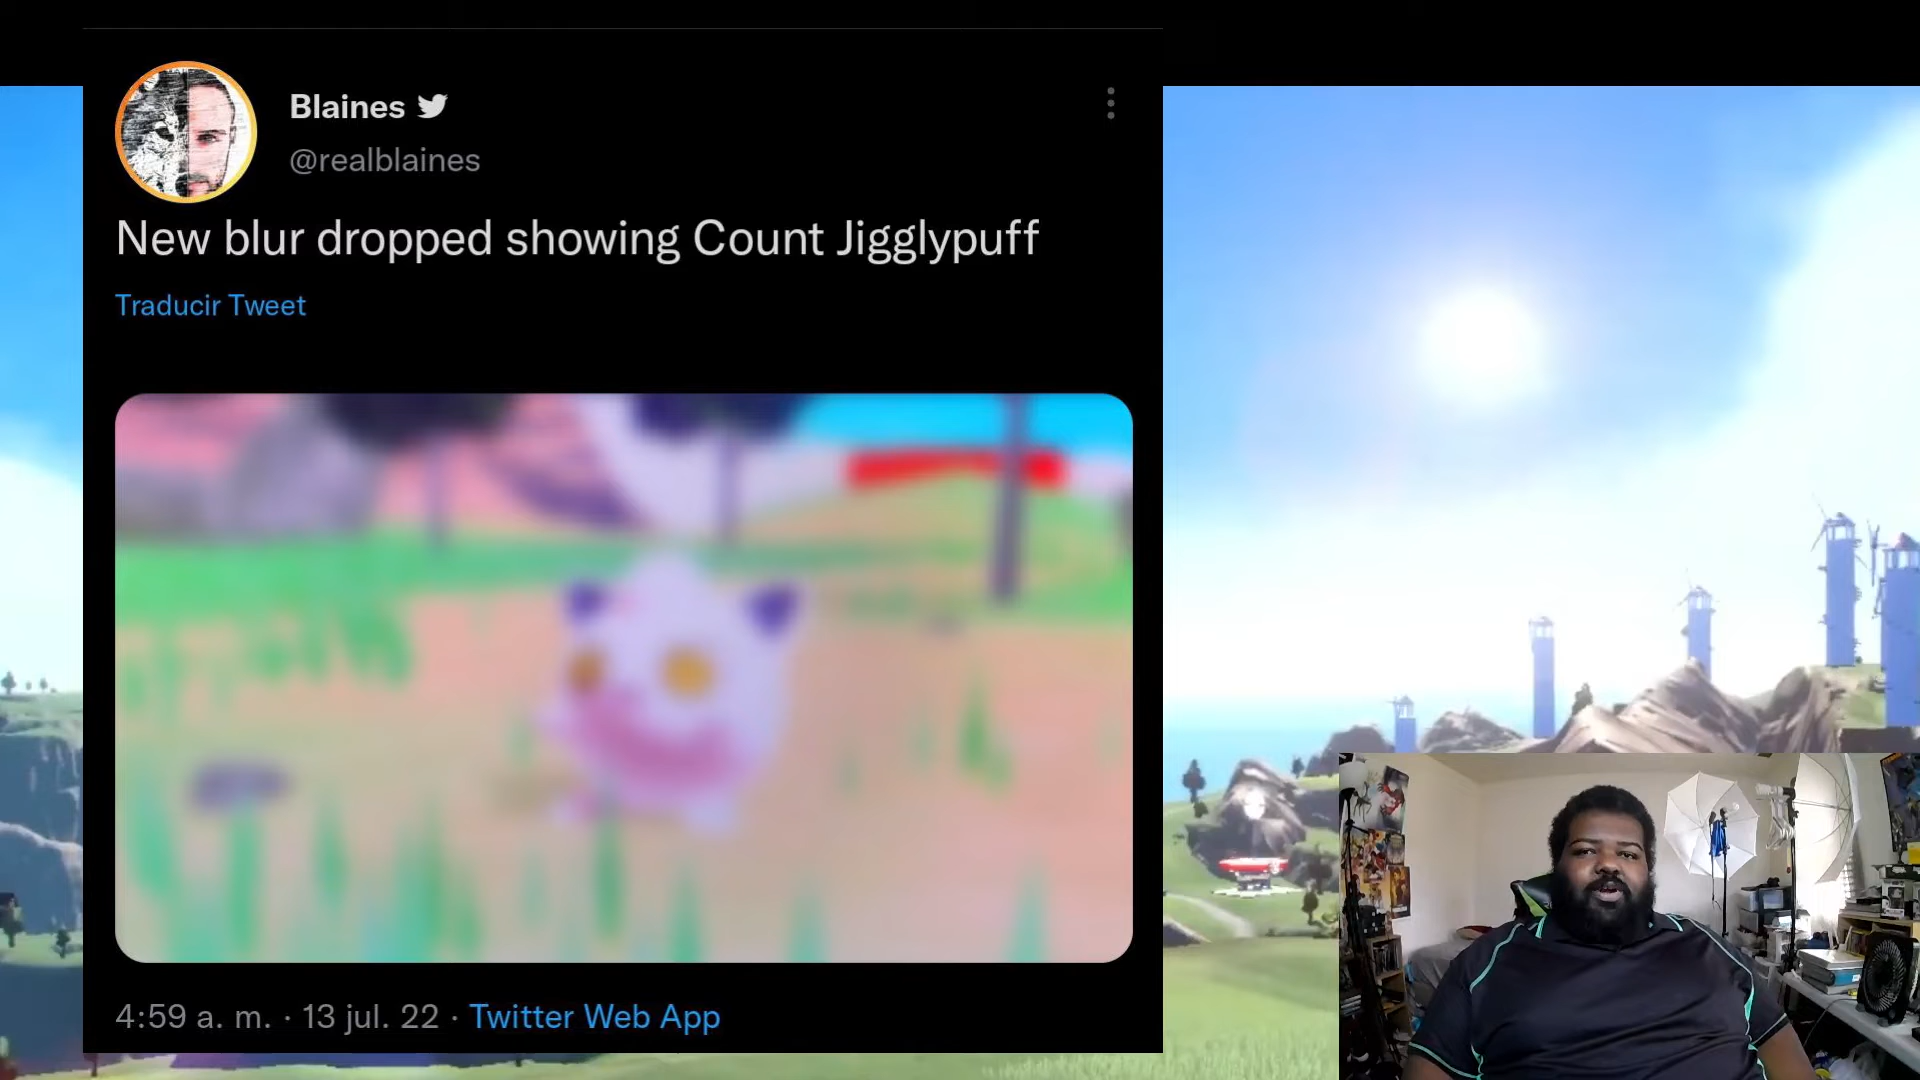 Blaines
@realblaines
New blur dropped showing Count Jigglypuff
Traducir Tweet
4:59 a. m. · 13 jul. 22 · Twitter Web App